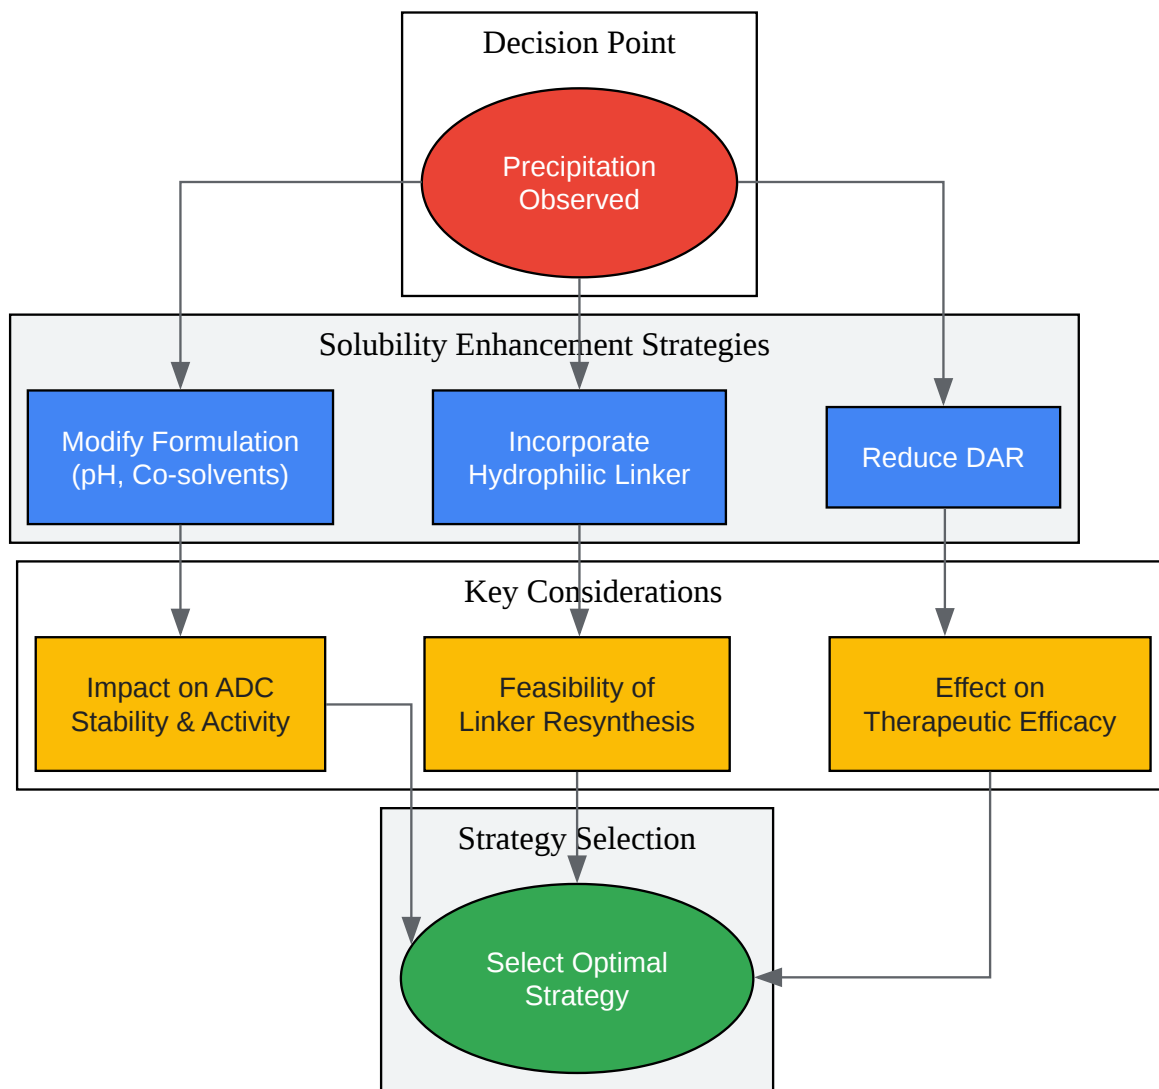 Decision Point
Precipitation
Observed
Solubility Enhancement Strategies
Modify Formulation
(pH, Co-solvents)
Incorporate
Hydrophilic Linker
Reduce DAR
Key Considerations
Impact on ADC
Stability & Activity
Feasibility of
Linker Resynthesis
Effect on
Therapeutic Efficacy
Strategy Selection
Select Optimal
Strategy